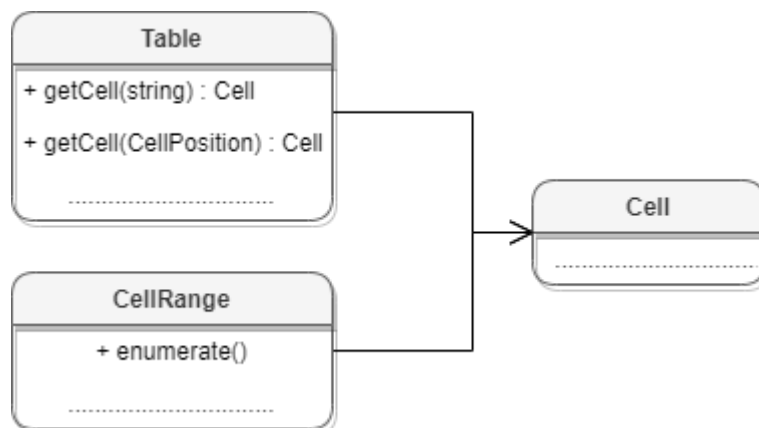 Table
+ getCell(string) : Cell
+ getCell(CellPosition) : Cell
Cell
CellRange
+ enumerate()